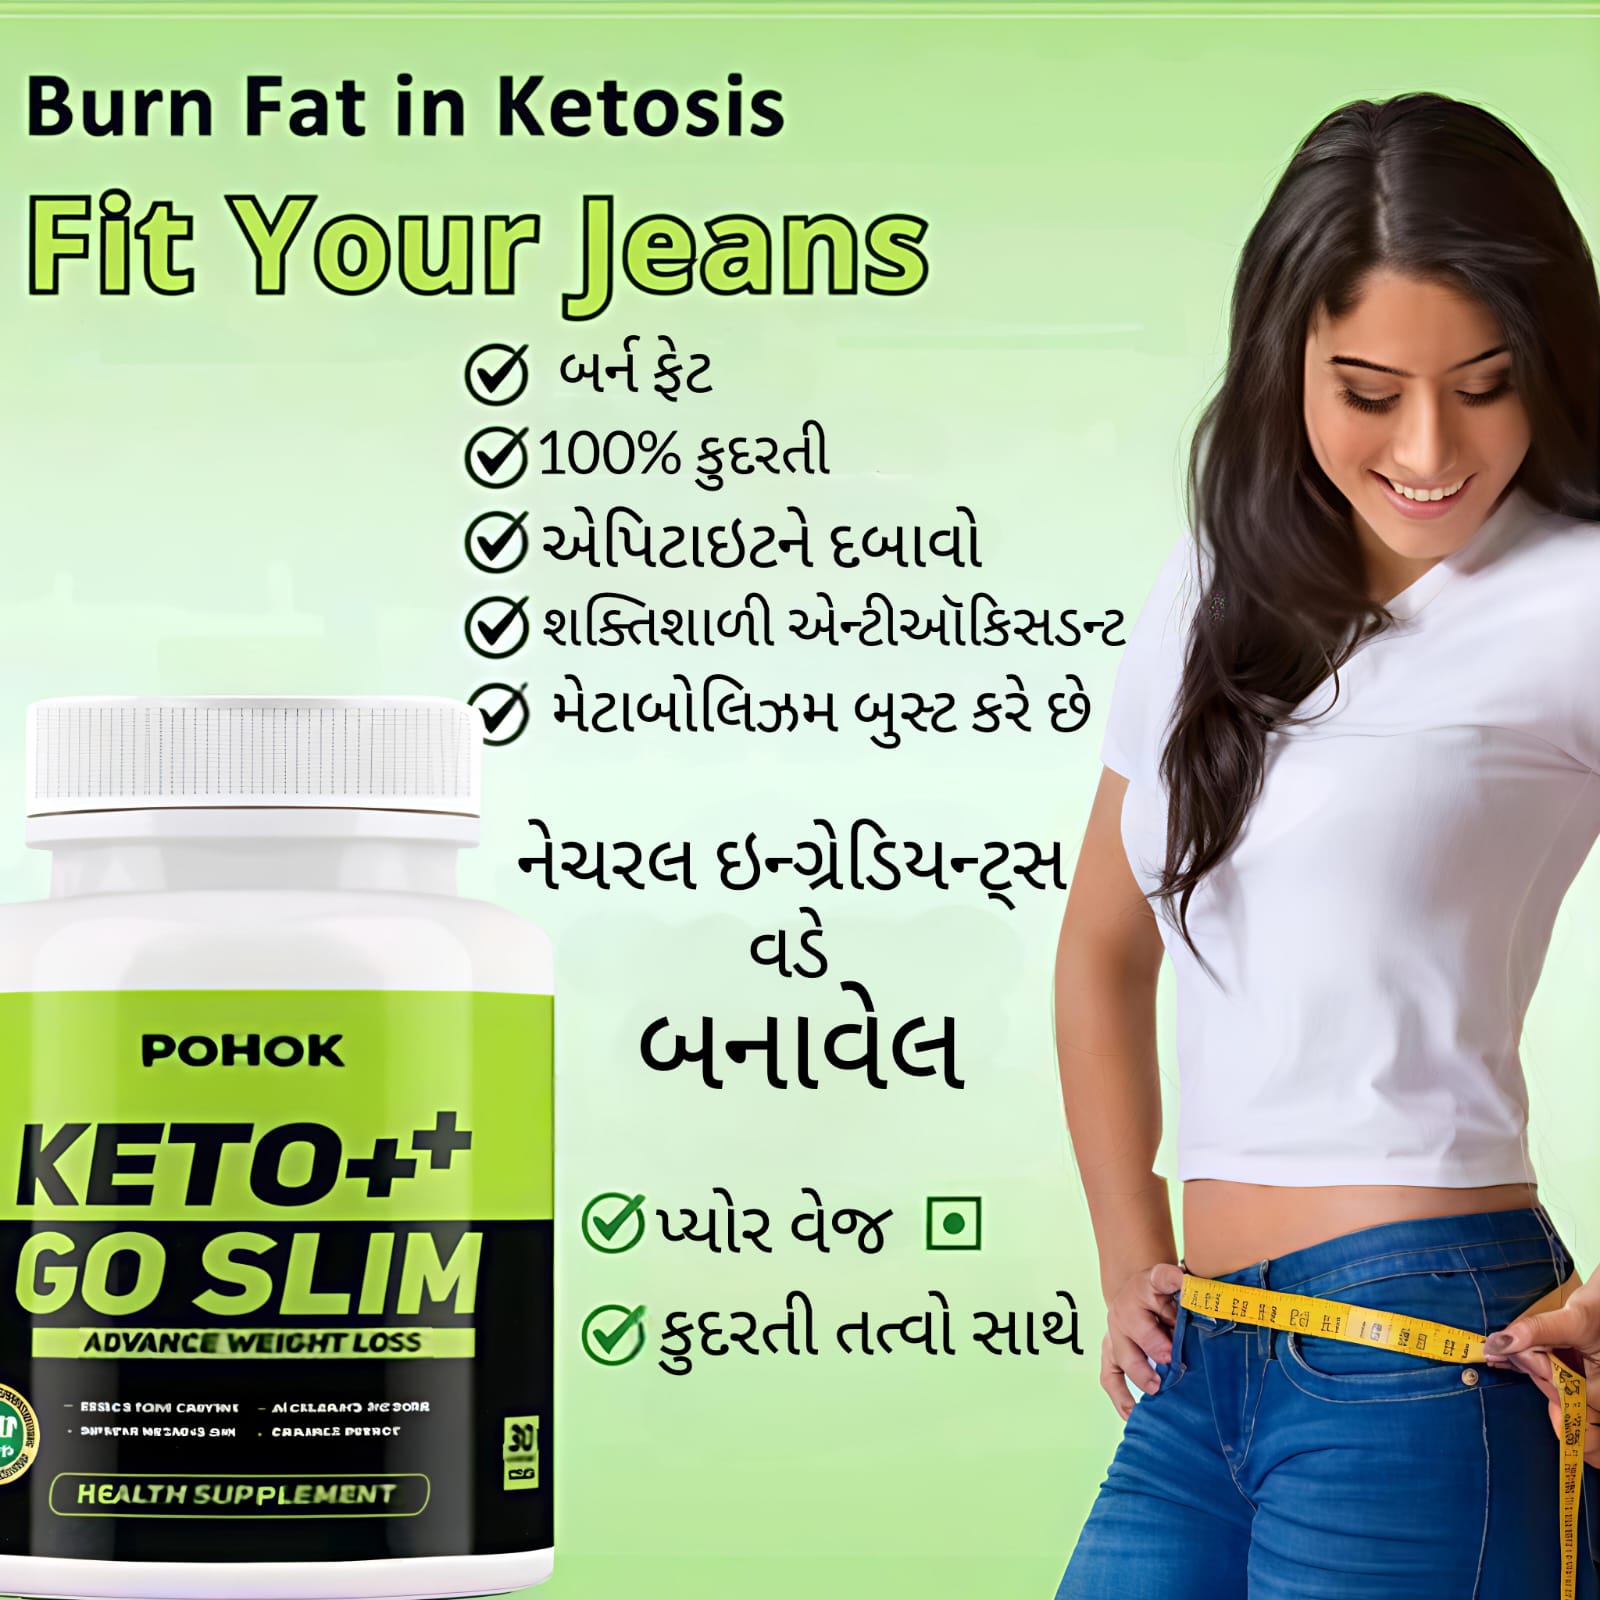 Burn Fat in Ketosis
Fit Your Jeans
બર્ન ફેટ
100% કુદરતી
એપિટાઇટને દબાવો
શક્તિશાળી એન્ટીઑકિસડન્ટ
મેટાબોલિઝમ બુસ્ટ કરે છે
નેચરલ ઇન્ગ્રેડિયન્ટ્સ
વડે
બનાવેલ
પ્યોર વેજ
કુદરતી તત્વો સાથે
POHOK
KETO++
GO SLIM
ADVANCE WEIGHT LOSS
30
HEALTH SUPPLEMENT